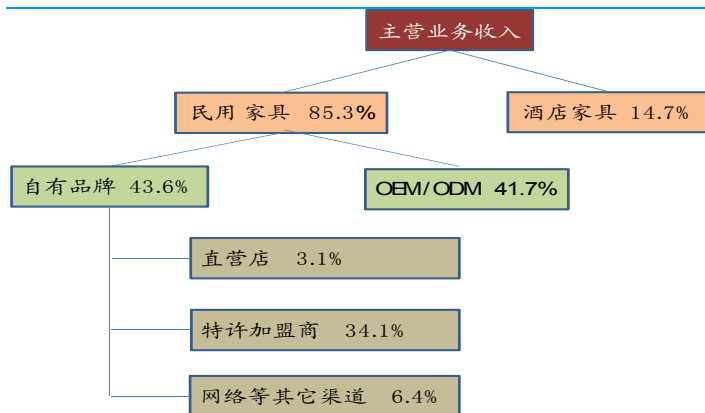 主营业务收入
民用 家具 85.3%
酒店家具 14.7%
自有品牌 43.6%
OEM/ODM 41.7%
直营店 3.1%
特许加盟商 34.1%
网络等其它渠道 6.4%